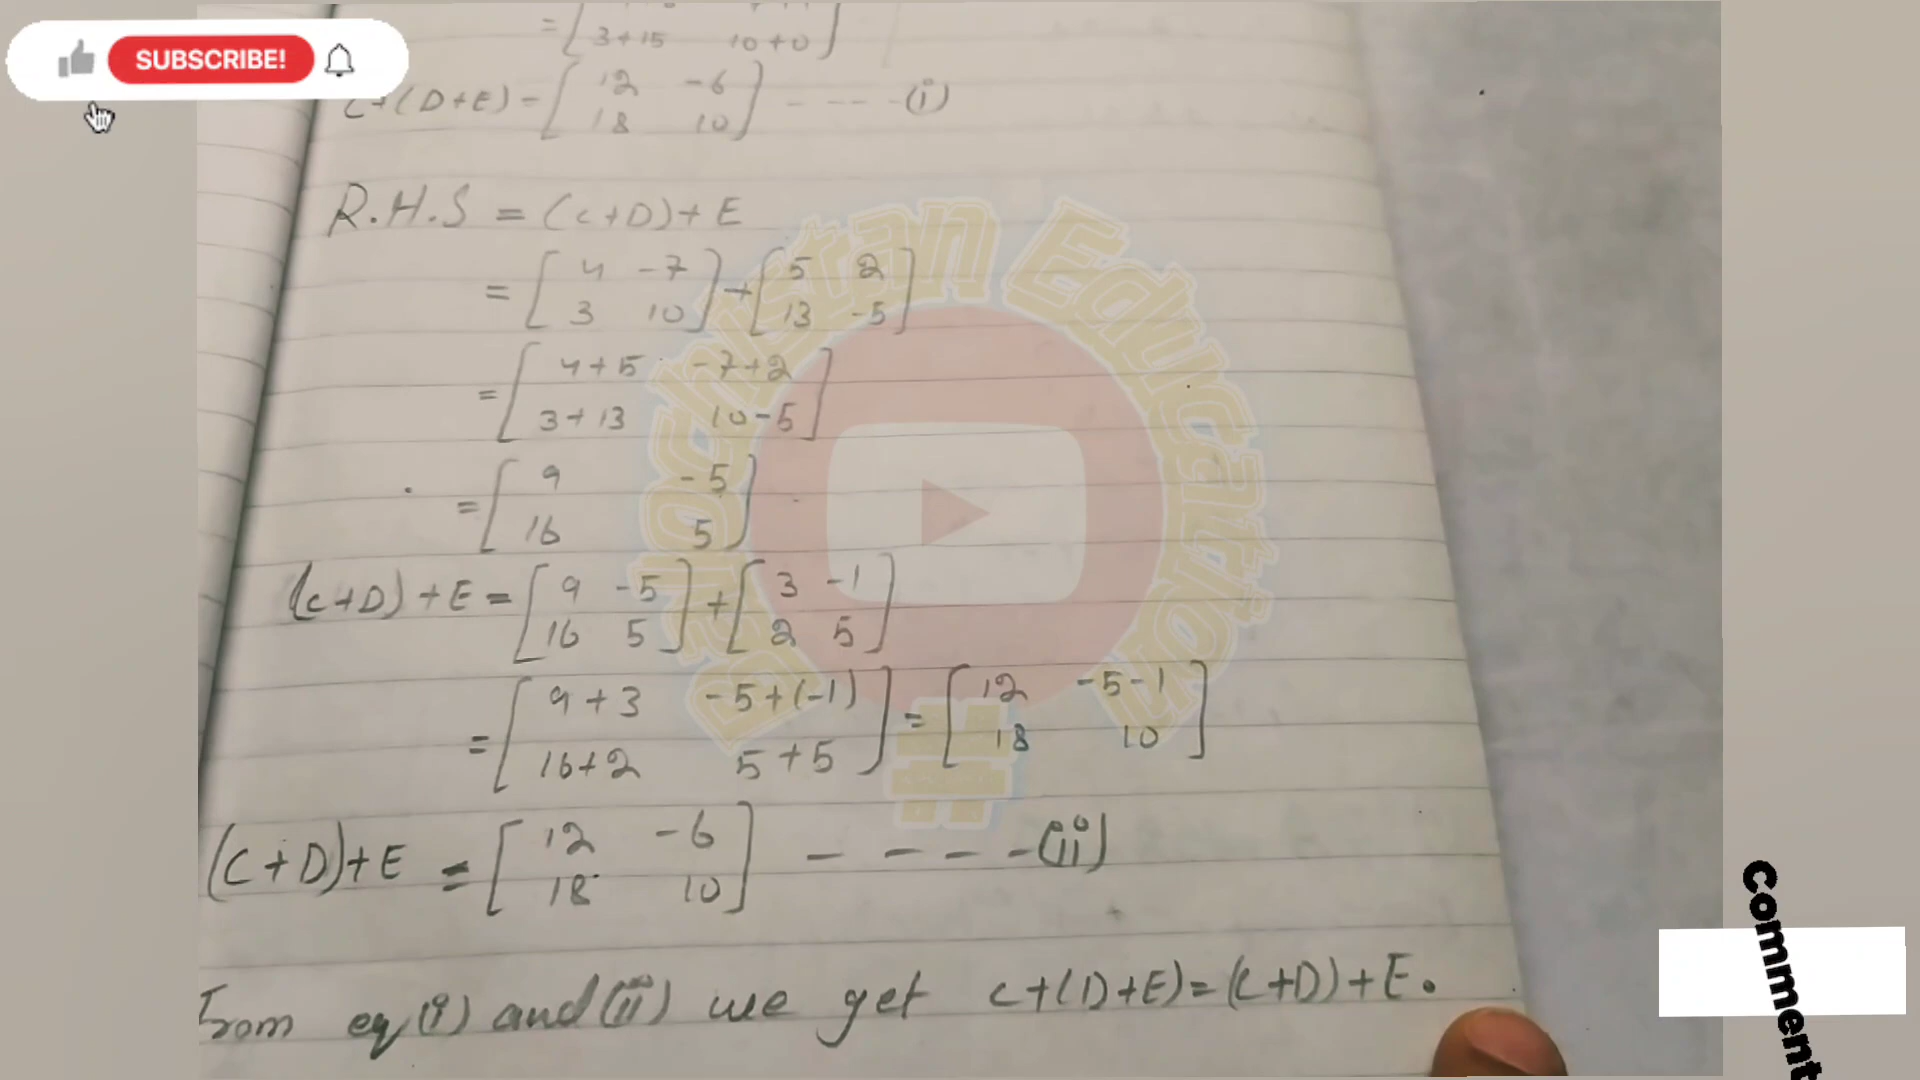 SUBSCRIBE!
= [ 3+15 10+0 ]
C+(D+E) = [ 12 -6
18 10 ] - - - - (i)
R.H.S = (C+D)+E
= [ 4 -7
3 10 ] + [ 5 2
13 -5 ]
= [ 4+5 -7+2
3+13 10-5 ]
= [ 9 -5
16 5 ]
(C+D)+E = [ 9 -5
16 5 ] + [ 3 -1
2 5 ]
= [ 9+3 -5+(-1)
16+2 5+5 ] = [ 12 -5-1
18 10 ]
(C+D)+E = [ 12 -6
18 10 ] - - - - (ii)
From eq(i) and (ii) we get C+(D+E)=(C+D)+E.
Balochistan Educational
Comment